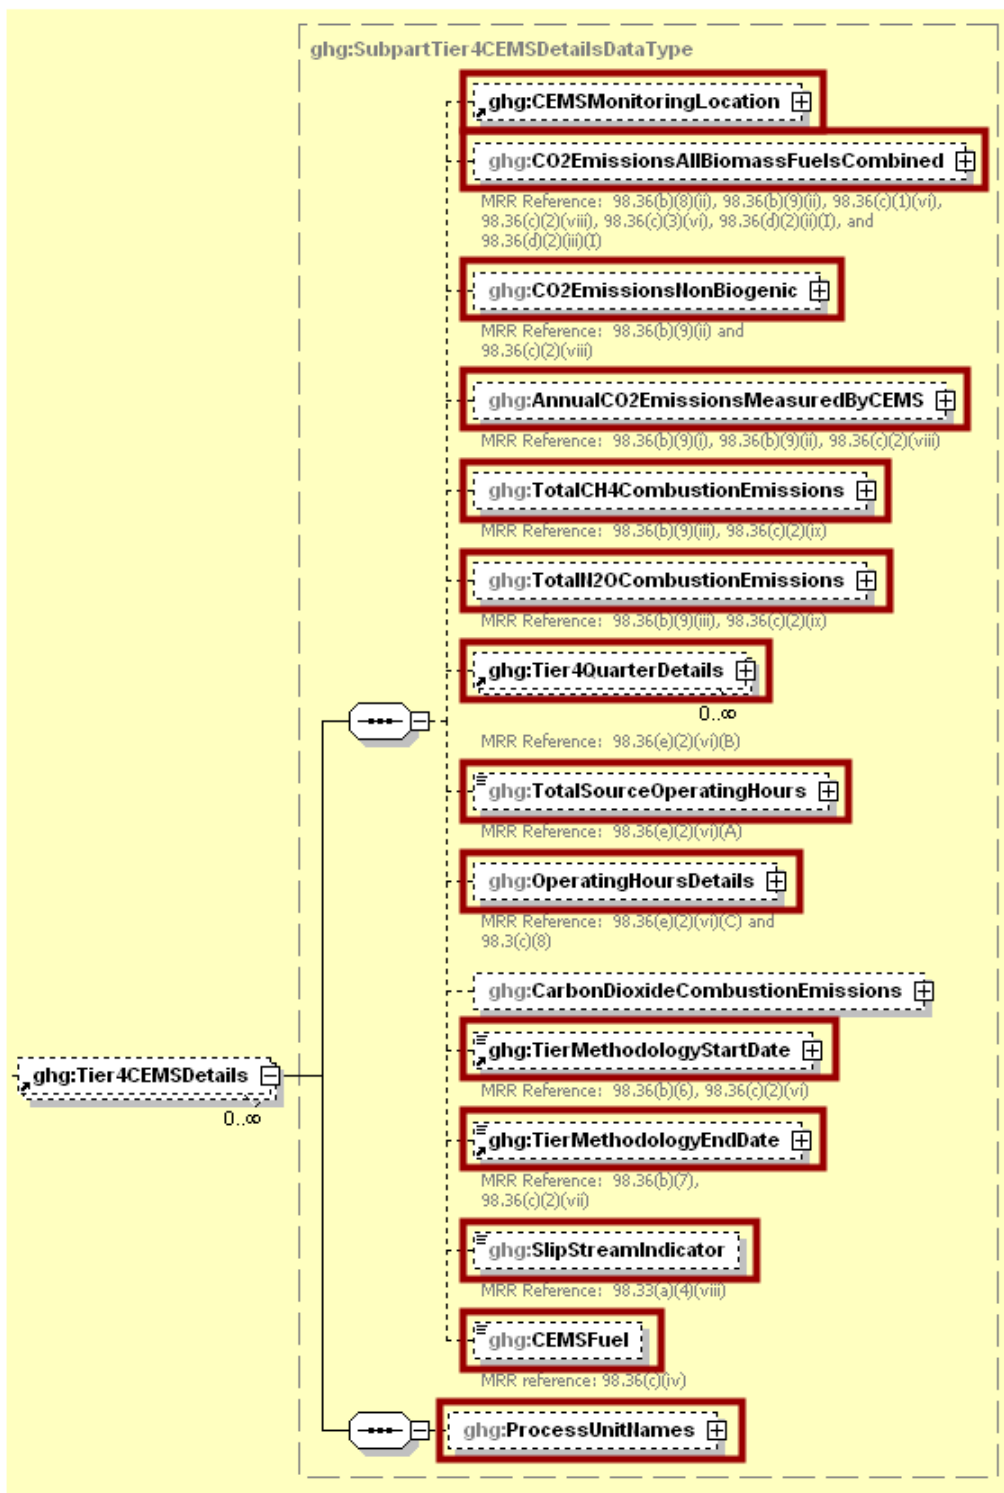 ghg:SubpartTier4CEMSDetailsDataType
ghg:CEMSMonitoringLocation
ghg:CO2EmissionsAllBiomassFuelsCombined
MRR Reference: 98.36(b)(8)(ii), 98.36(b)(9)(ii), 98.36(c)(1)(vi),
98.36(c)(2)(viii), 98.36(c)(3)(vi), 98.36(d)(2)(ii)(I), and
98.36(d)(2)(iii)(I)
ghg:CO2EmissionsNonBiogenic
MRR Reference: 98.36(b)(9)(ii) and
98.36(c)(2)(viii)
ghg:AnnualCO2EmissionsMeasuredByCEMS
MRR Reference: 98.36(b)(9)(i), 98.36(b)(9)(ii), 98.36(c)(2)(viii)
ghg:TotalCH4CombustionEmissions
MRR Reference: 98.36(b)(9)(iii), 98.36(c)(2)(ix)
ghg:TotalN2OCombustionEmissions
MRR Reference: 98.36(b)(9)(iii), 98.36(c)(2)(ix)
ghg:Tier4QuarterDetails
0..∞
MRR Reference: 98.36(e)(2)(vi)(B)
ghg:TotalSourceOperatingHours
MRR Reference: 98.36(e)(2)(vi)(A)
ghg:OperatingHoursDetails
MRR Reference: 98.36(e)(2)(vi)(C) and
98.3(c)(8)
ghg:CarbonDioxideCombustionEmissions
ghg:TierMethodologyStartDate
MRR Reference: 98.36(b)(6), 98.36(c)(2)(vi)
ghg:Tier4CEMSDetails
0..∞
ghg:TierMethodologyEndDate
MRR Reference: 98.36(b)(7),
98.36(c)(2)(vii)
ghg:SlipStreamIndicator
MRR Reference: 98.33(a)(4)(viii)
ghg:CEMSFuel
MRR reference: 98.36(c)(iv)
ghg:ProcessUnitNames